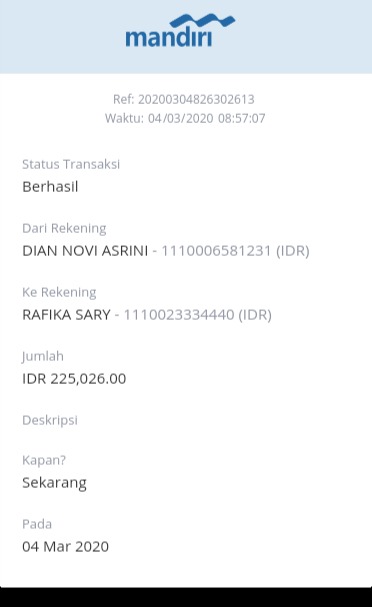 mandiri
Ref: 20200304826302613
Waktu: 04/03/2020 08:57:07
Status Transaksi
Berhasil
Dari Rekening
DIAN NOVI ASRINI - 1110006581231 (IDR)
Ke Rekening
RAFIKA SARY - 1110023334440 (IDR)
Jumlah
IDR 225,026.00
Deskripsi
Kapan?
Sekarang
Pada
04 Mar 2020